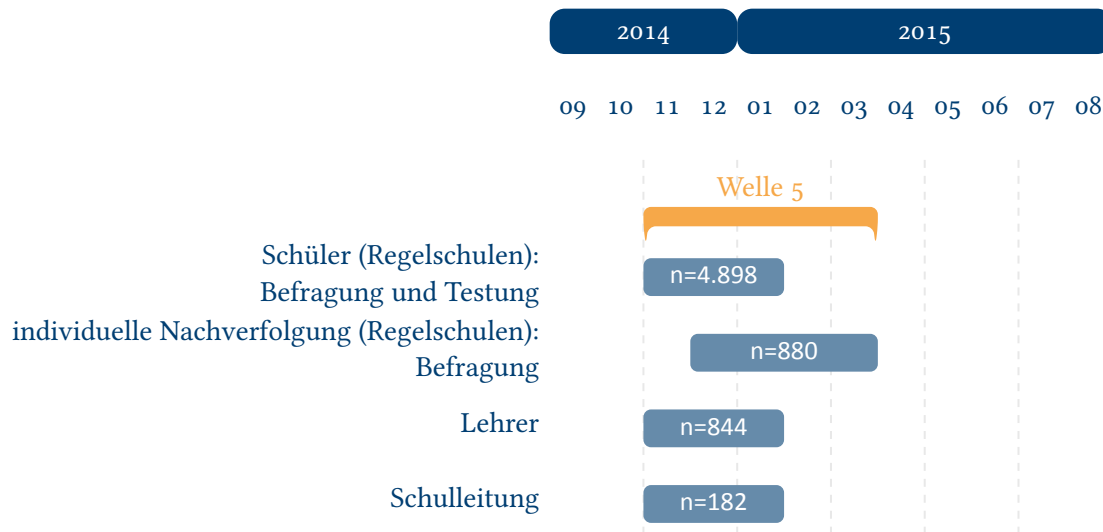 2014 2015
09 10 11 12 01 02 03 04 05 06 07 08
Welle 5
Schüler (Regelschulen):
Befragung und Testung
n=4.898
individuelle Nachverfolgung (Regelschulen):
Befragung
n=880
Lehrer
n=844
Schulleitung
n=182